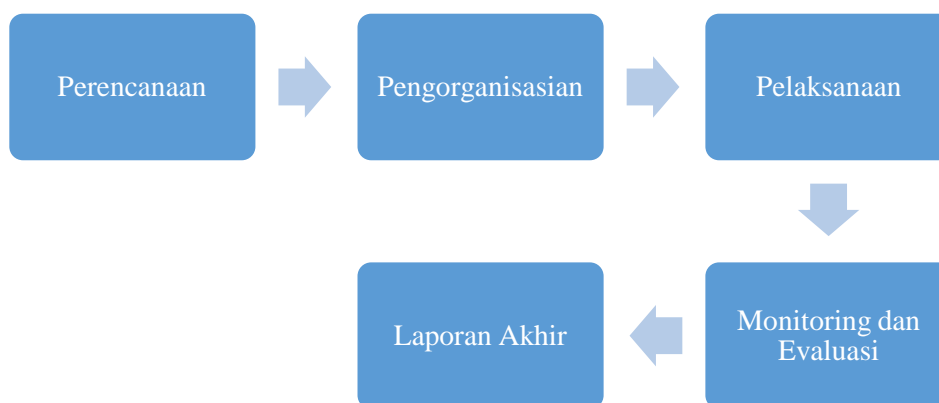 Perencanaan
Pengorganisasian
Pelaksanaan
Monitoring dan
Evaluasi
Laporan Akhir